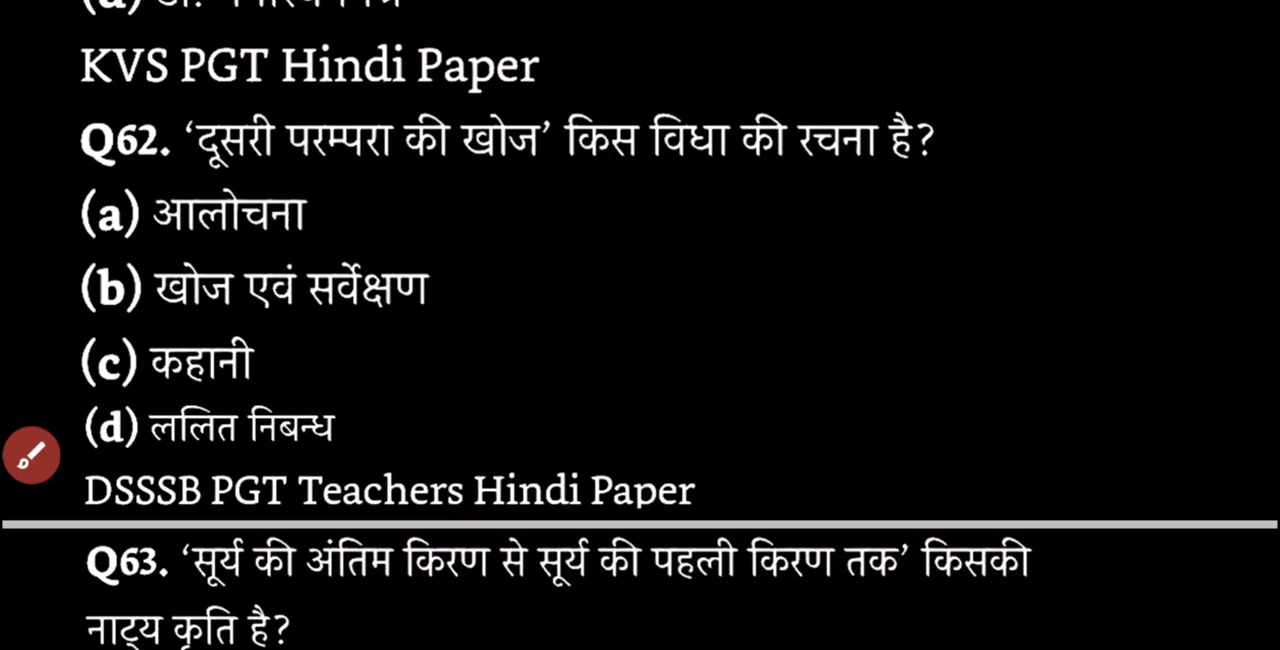 KVS PGT Hindi Paper
Q62. ‘दूसरी परम्परा की खोज’ किस विधा की रचना है?
(a) आलोचना
(b) खोज एवं सर्वेक्षण
(c) कहानी
(d) ललित निबन्ध
DSSSB PGT Teachers Hindi Paper
Q63. ‘सूर्य की अंतिम किरण से सूर्य की पहली किरण तक’ किसकी
नाट्य कृति है?